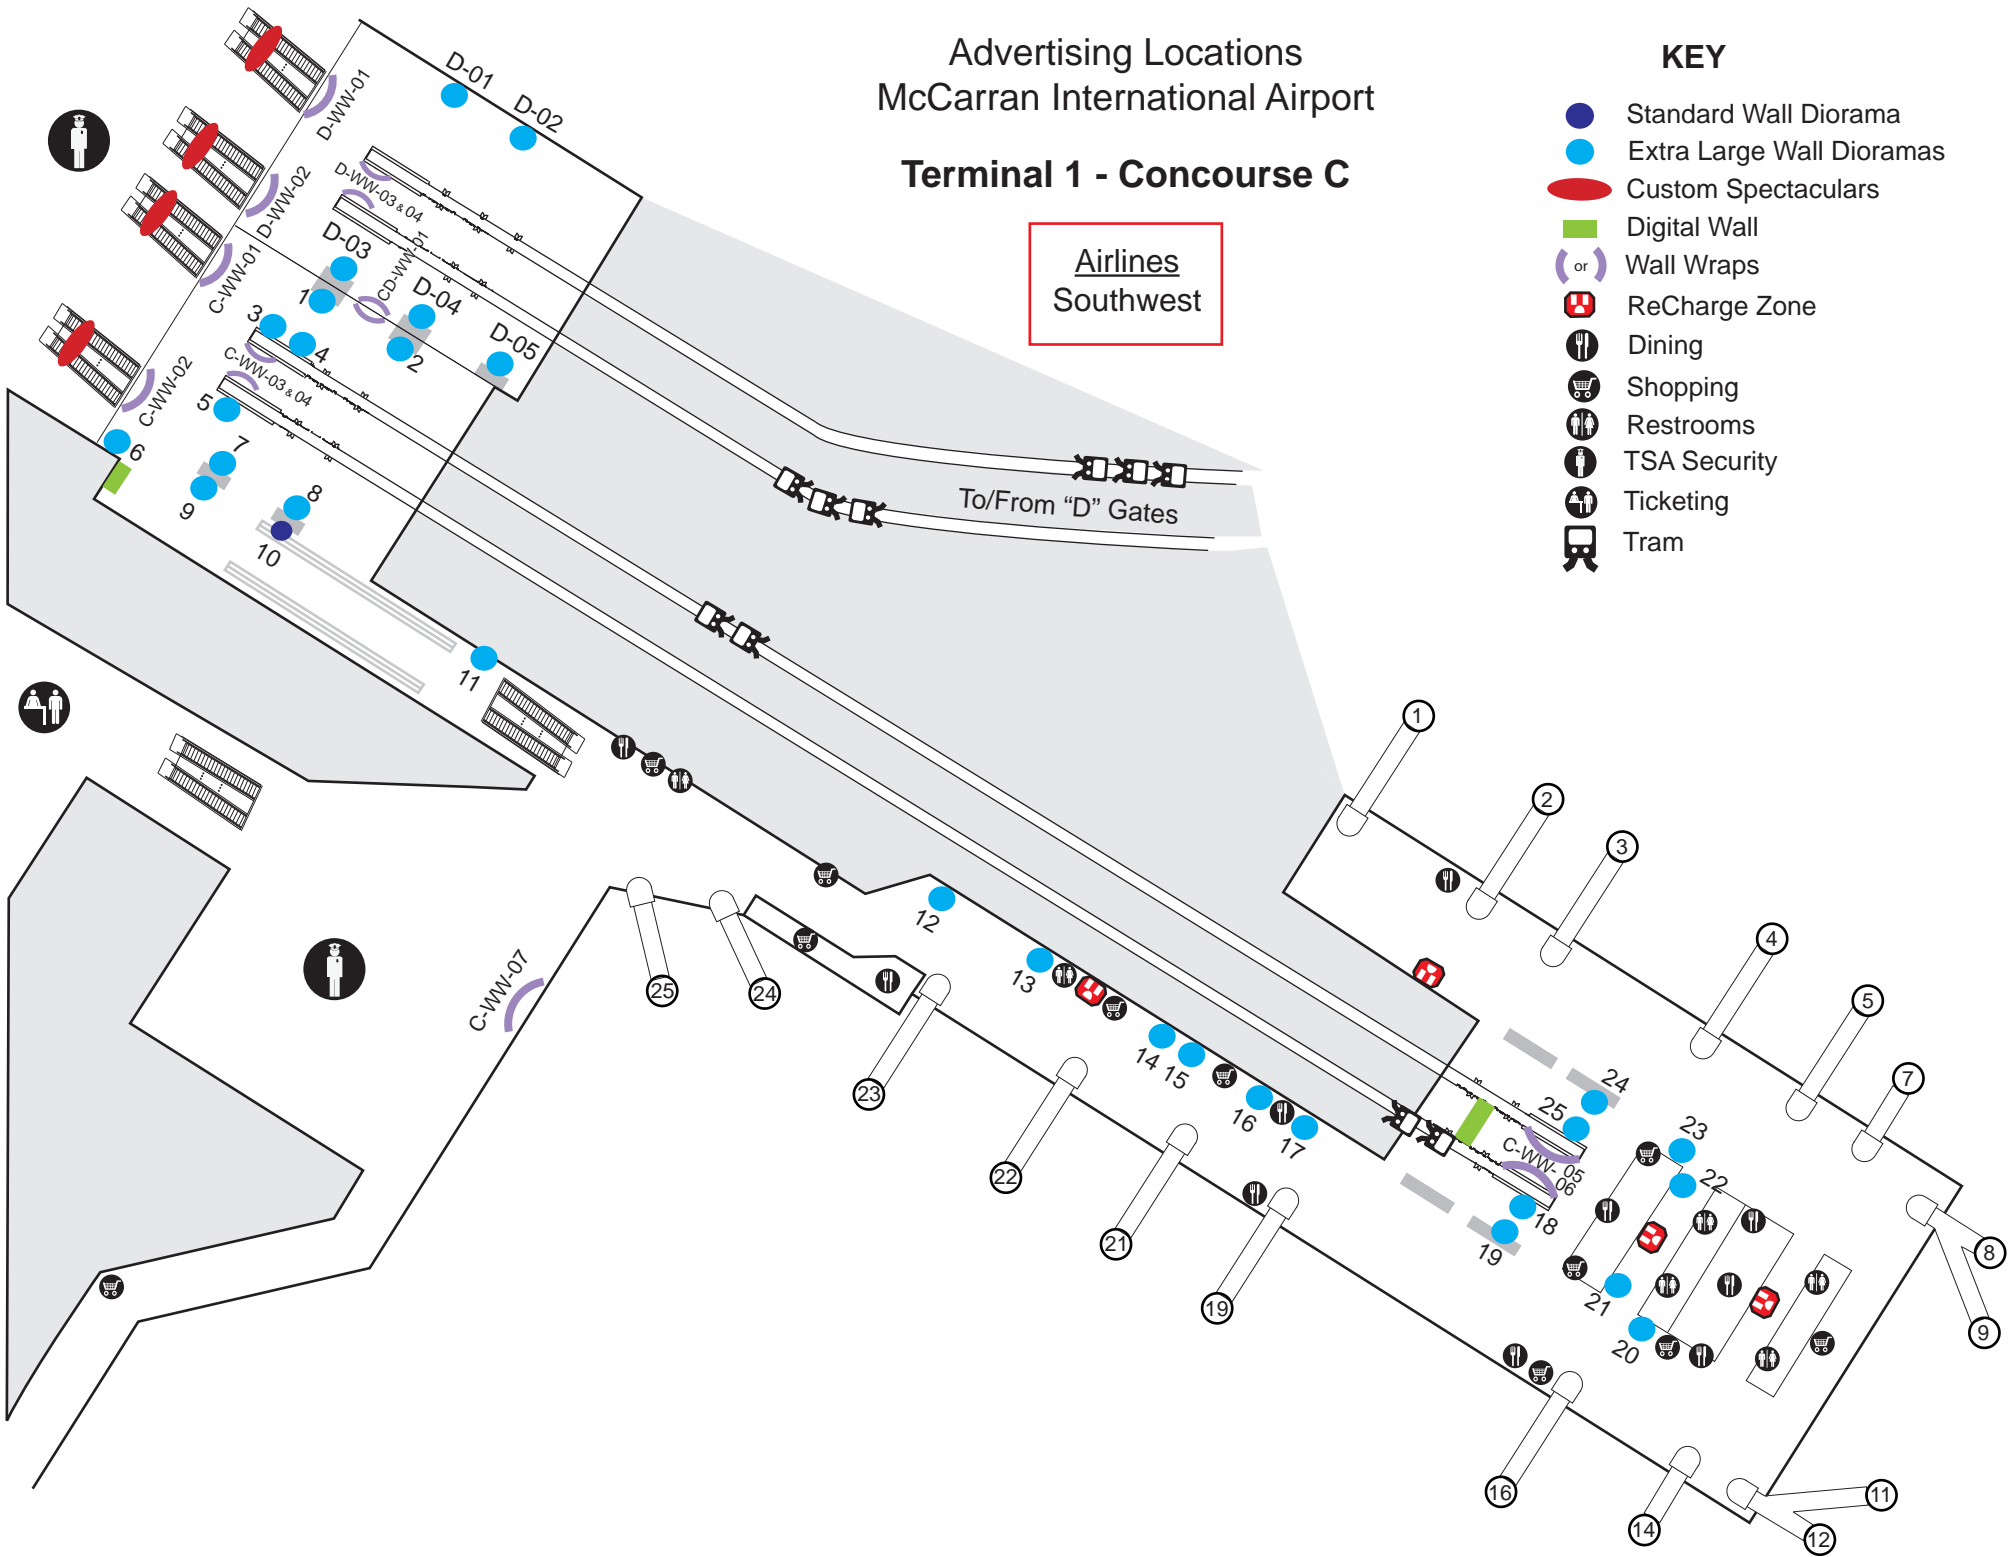 Advertising Locations
McCarran International Airport
Terminal 1 - Concourse C
Airlines
Southwest
KEY
Standard Wall Diorama
Extra Large Wall Dioramas
Custom Spectaculars
Digital Wall
or
Wall Wraps
ReCharge Zone
Dining
Shopping
Restrooms
TSA Security
Ticketing
Tram
D-01
D-02
D-WW-01
D-WW-02
D-WW-03 & 04
D-03
CD-WW-01
D-04
D-05
C-WW-01
1
2
3
4
C-WW-03 & 04
C-WW-02
5
6
7
8
9
10
11
To/From “D” Gates
12
13
14
15
16
17
C-WW-07
C-WW- 05
06
18
19
20
21
22
23
24
25
1
2
3
4
5
7
8
9
11
12
14
16
19
21
22
23
24
25